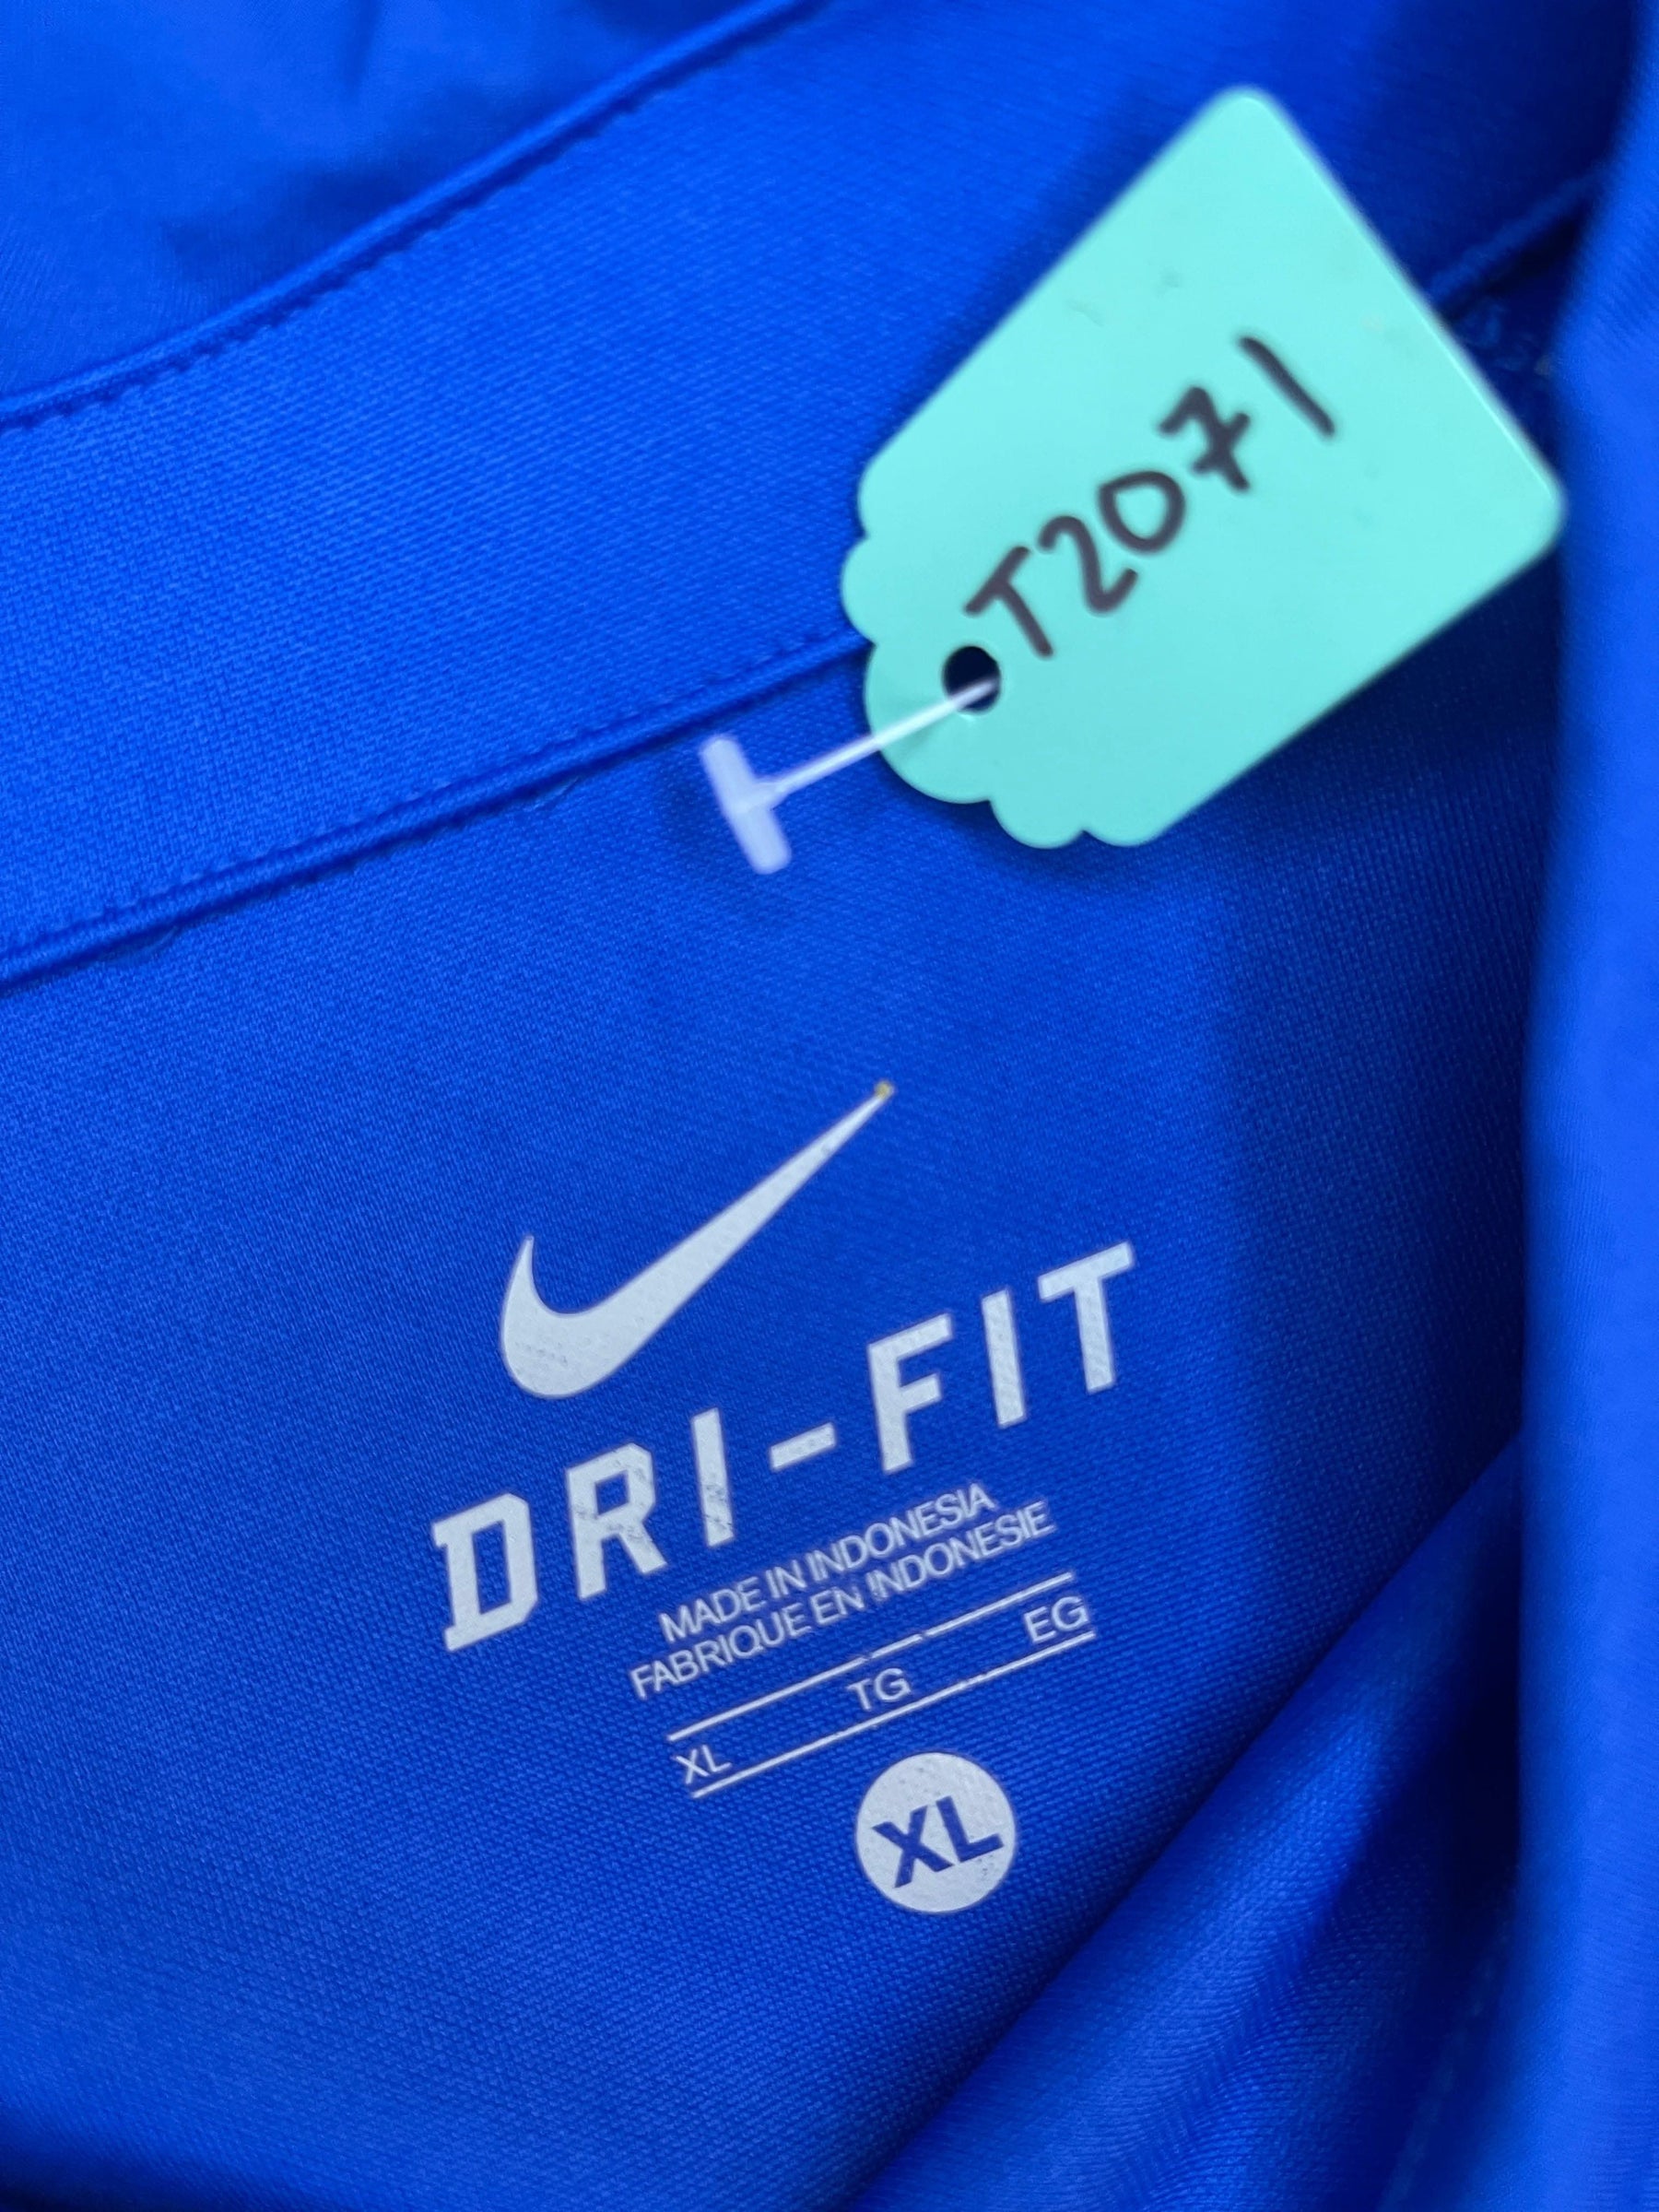 T2071
DRI-FIT
MADE IN INDONESIA
FABRIQUE EN INDONESIE
XL TG EG
XL